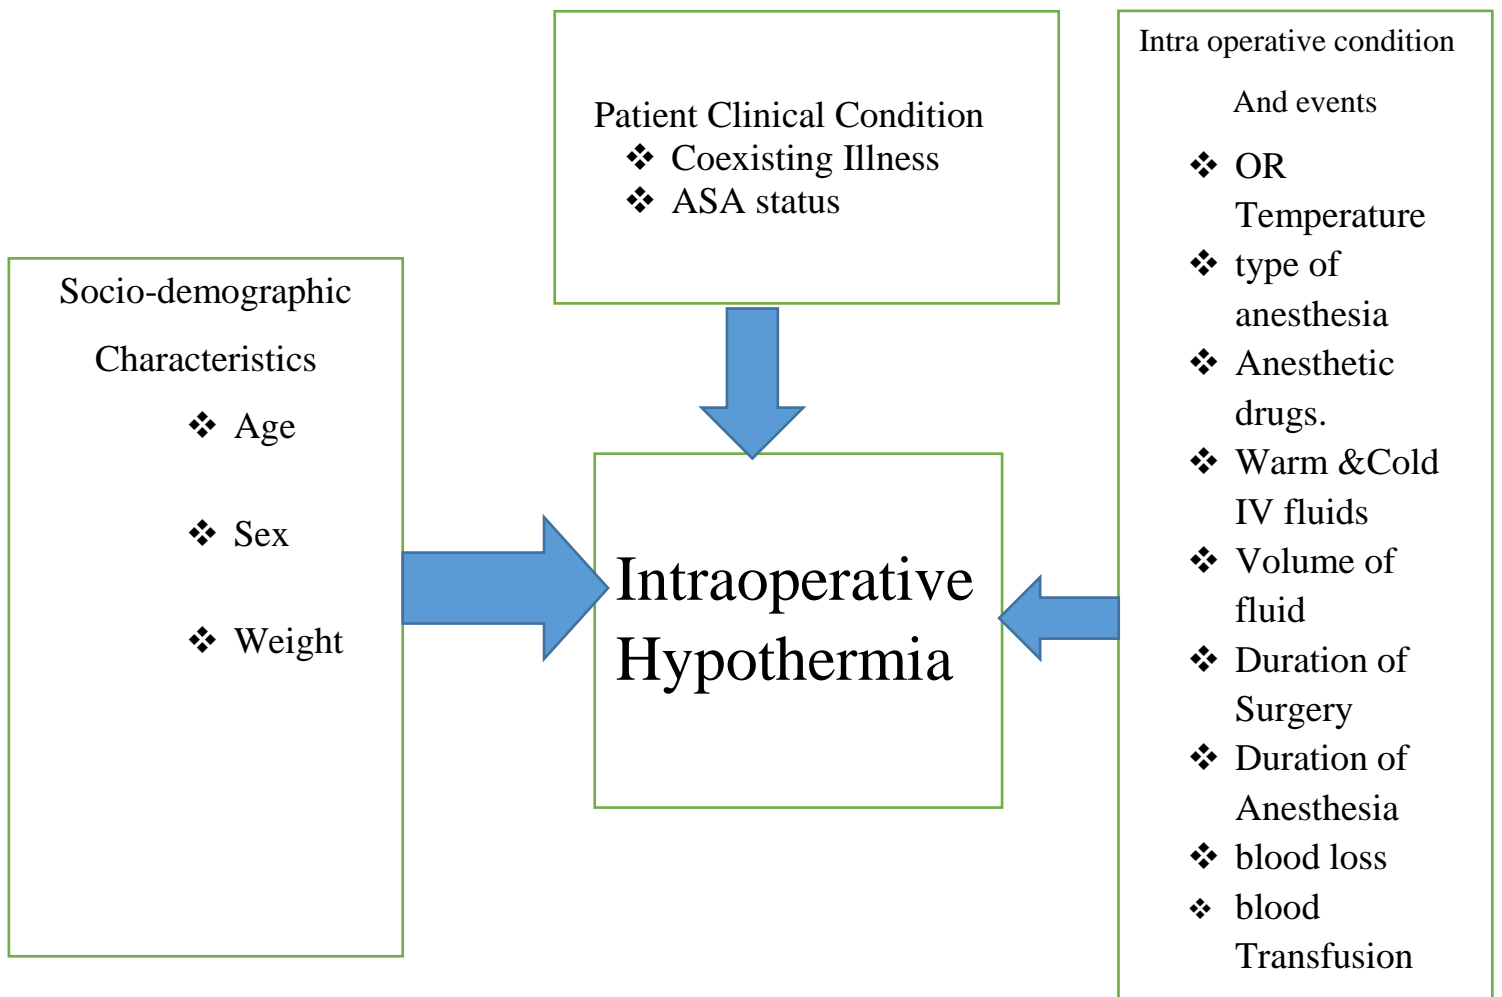 Patient Clinical Condition
❖ Coexisting Illness
❖ ASA status
Socio-demographic
Characteristics
❖ Age
❖ Sex
❖ Weight
Intraoperative
Hypothermia
Intra operative condition
And events
❖ OR
Temperature
❖ type of
anesthesia
❖ Anesthetic
drugs.
❖ Warm &Cold
IV fluids
❖ Volume of
fluid
❖ Duration of
Surgery
❖ Duration of
Anesthesia
❖ blood loss
❖ blood
Transfusion